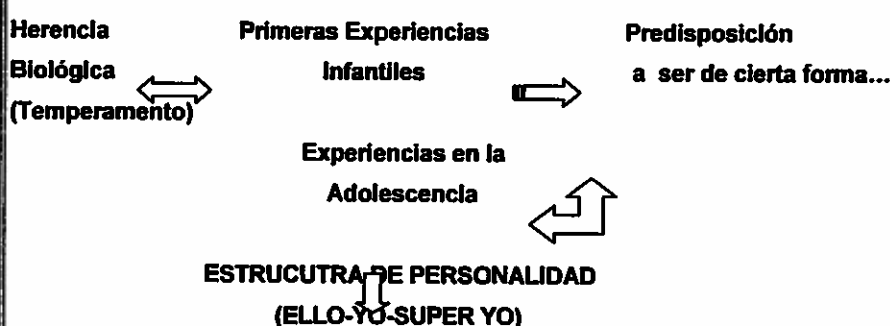 Herencia Primeras Experiencias Predisposición
Biológica Infantiles a ser de cierta forma...
(Temperamento)
Experiencias en la
Adolescencia
ESTRUCUTRA DE PERSONALIDAD
(ELLO-YO-SUPER YO)